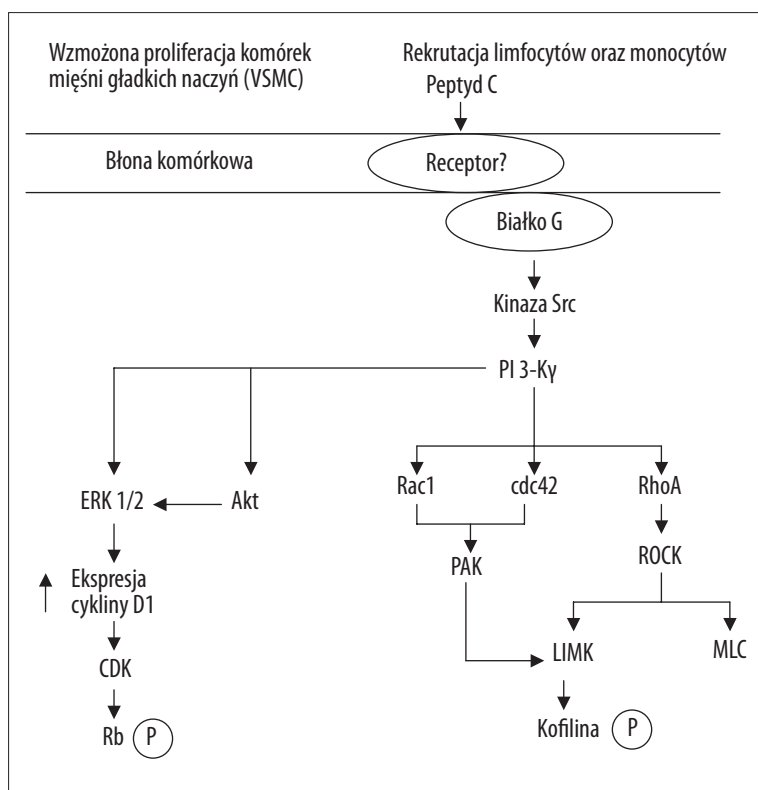 Wzmożona proliferacja komórek
mięśni gładkich naczyń (VSMC)
Rekrutacja limfocytów oraz monocytów
Peptyd C
Błona komórkowa
Receptor?
Białko G
Kinaza Src
PI 3-Kγ
ERK 1/2
Akt
Rac1
cdc42
RhoA
PAK
ROCK
Ekspresja
cykliny D1
CDK
LIMK
MLC
Rb P
Kofilina P